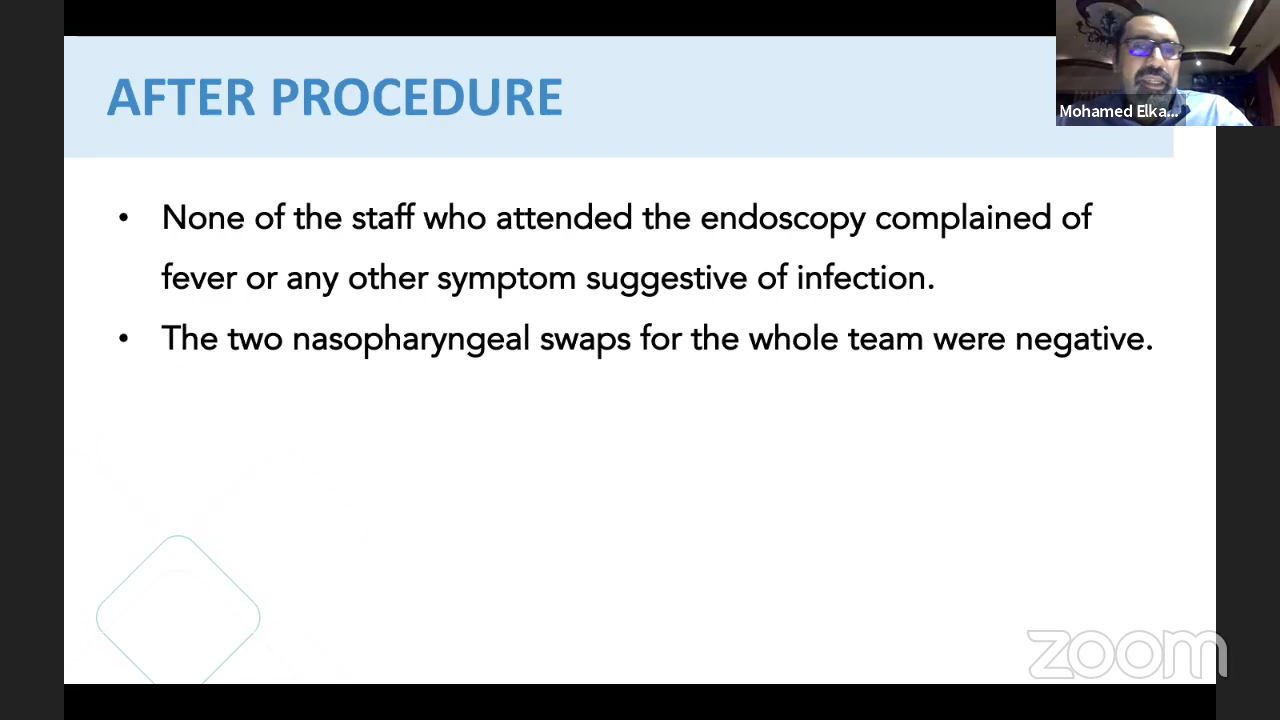 AFTER PROCEDURE
Mohamed Elka...
• None of the staff who attended the endoscopy complained of
fever or any other symptom suggestive of infection.
• The two nasopharyngeal swaps for the whole team were negative.
zoom